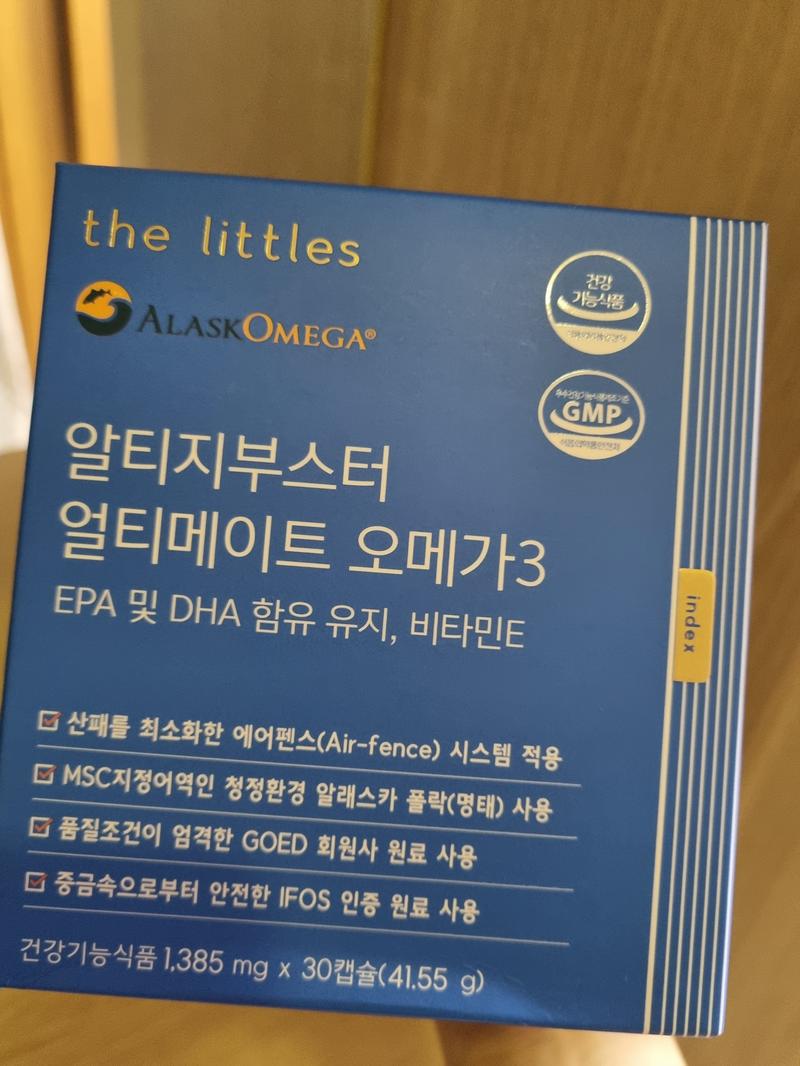 the littles
ALASKOMEGA®
건강
기능식품
GMP
알티지부스터
얼티메이트 오메가3
EPA 및 DHA 함유 유지, 비타민E
index
산패를 최소화한 에어펜스(Air-fence) 시스템 적용
MSC지정어역인 청정환경 알래스카 폴락(명태) 사용
품질조건이 엄격한 GOED 회원사 원료 사용
중금속으로부터 안전한 IFOS 인증 원료 사용
건강기능식품 1,385 mg x 30캡슐(41.55 g)